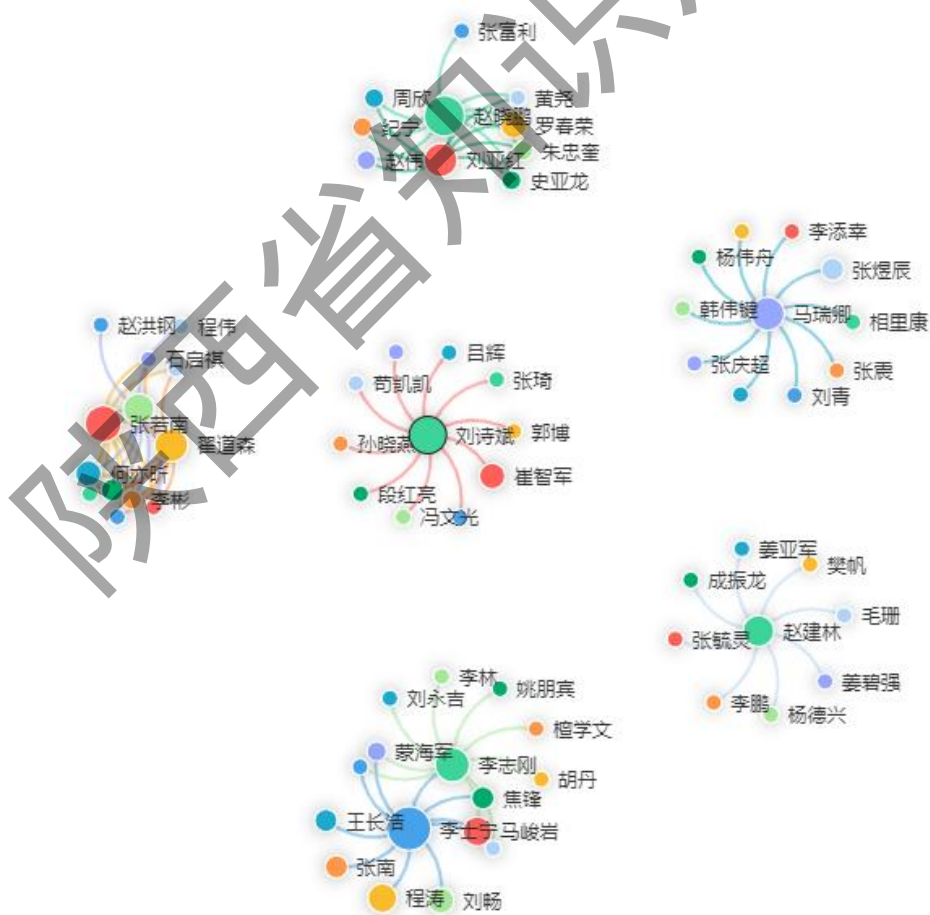 张富利
周欣
黄尧
赵晓鹏
纪宁
罗春荣
朱忠奎
赵伟
刘亚红
史亚龙
李添幸
杨伟舟
张煜辰
韩伟键
马瑞卿
相里康
张庆超
张震
刘青
赵洪钢
程伟
石启祺
张若南
翟道森
何亦昕
李彬
吕辉
苟凯凯
张琦
孙晓燕
刘诗斌
郭博
崔智军
段红亮
冯文光
姜亚军
樊帆
成振龙
毛珊
张毓灵
赵建林
姜碧强
李鹏
杨德兴
李林
姚朋宾
刘永吉
檀学文
蒙海军
李志刚
胡丹
焦锋
王长浩
李士宁
马峻岩
张南
程涛
刘畅
陕西省知识